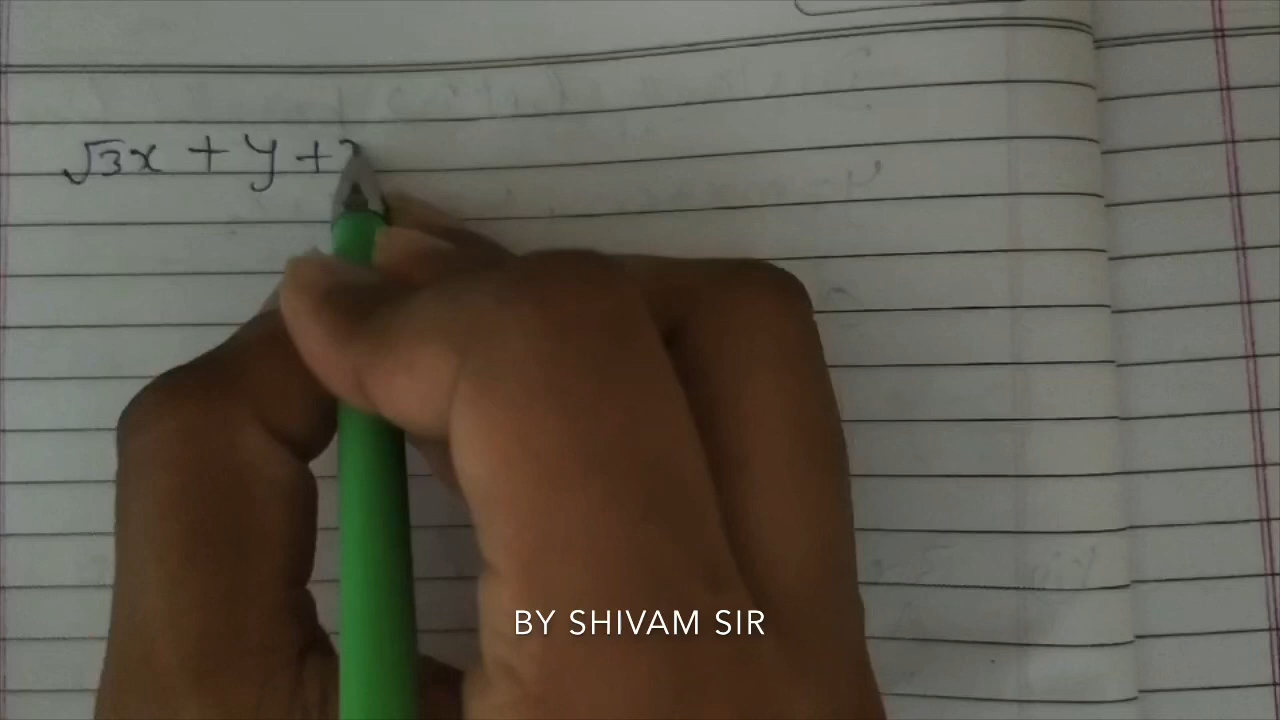 √3x + y +
BY SHIVAM SIR